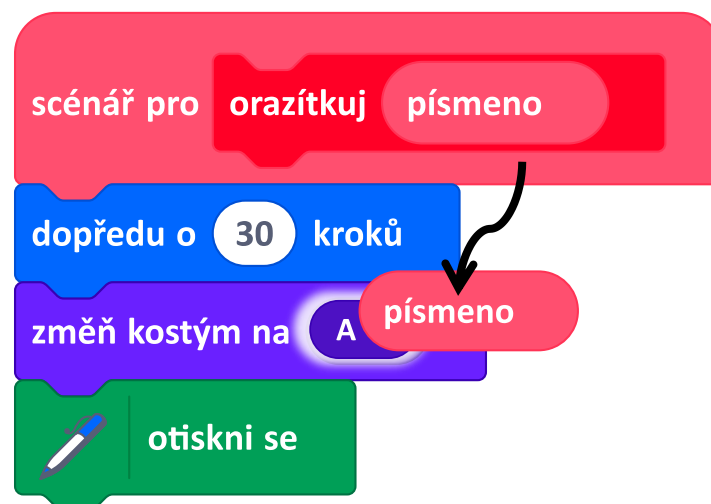 scénář pro orazítkuj písmeno
dopředu o 30 kroků
písmeno
změň kostým na A
otiskni se